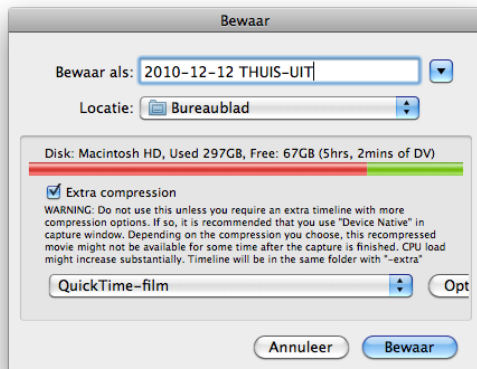 Bewaar
Bewaar als: 2010-12-12 THUIS-UIT
Locatie: Bureaublad
Disk: Macintosh HD, Used 297GB, Free: 67GB (5hrs, 2mins of DV)
Extra compression
WARNING: Do not use this unless you require an extra timeline with more
compression options. If so, it is recommended that you use "Device Native" in
capture window. Depending on the compression you choose, this recompressed
movie might not be available for some time after the capture is finished. CPU load
might increase substantially. Timeline will be in the same folder with "-extra"
QuickTime-film Opt
Annuleer Bewaar